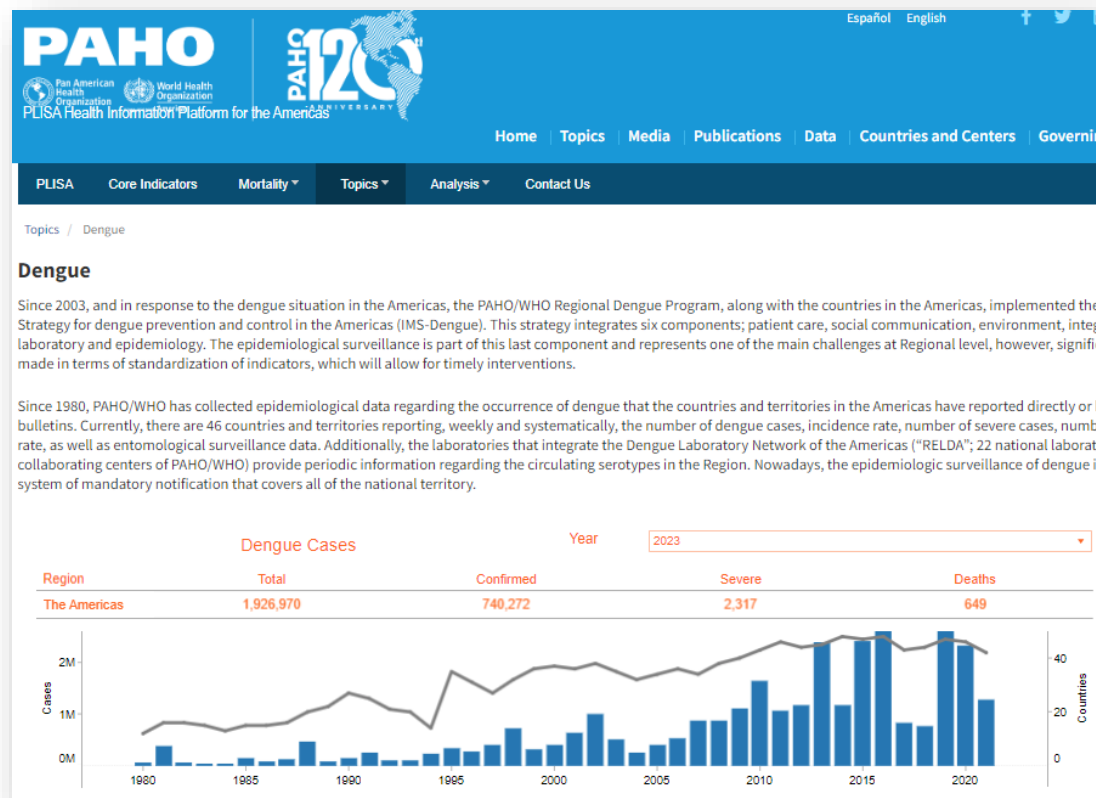 Español English
PAHO
PAHO 120
Pan American
Health
Organization
World Health
Organization
ANNIVERSARY
PLISA Health Information Platform for the Americas
Home Topics Media Publications Data Countries and Centers
PLISA Core Indicators Mortality Topics Analysis Contact Us
Topics / Dengue
Dengue
Since 2003, and in response to the dengue situation in the Americas, the PAHO/WHO Regional Dengue Program, along with the countries in the Americas, implemented the
Strategy for dengue prevention and control in the Americas (IMS-Dengue). This strategy integrates six components; patient care, social communication, environment,
laboratory and epidemiology. The epidemiological surveillance is part of this last component and represents one of the main challenges at Regional level, however,
made in terms of standardization of indicators, which will allow for timely interventions.
Since 1980, PAHO/WHO has collected epidemiological data regarding the occurrence of dengue that the countries and territories in the Americas have reported directly or
bulletins. Currently, there are 46 countries and territories reporting, weekly and systematically, the number of dengue cases, incidence rate, number of severe cases,
rate, as well as entomological surveillance data. Additionally, the laboratories that integrate the Dengue Laboratory Network of the Americas (“RELDA”; 22 national
collaborating centers of PAHO/WHO) provide periodic information regarding the circulating serotypes in the Region. Nowadays, the epidemiologic surveillance of dengue
system of mandatory notification that covers all of the national territory.
Dengue Cases Year 2023
Region Total Confirmed Severe Deaths
The Americas 1,926,970 740,272 2,317 649
2M 40
1M 20
0M 0
Cases
Countries
1980 1985 1990 1995 2000 2005 2010 2015 2020